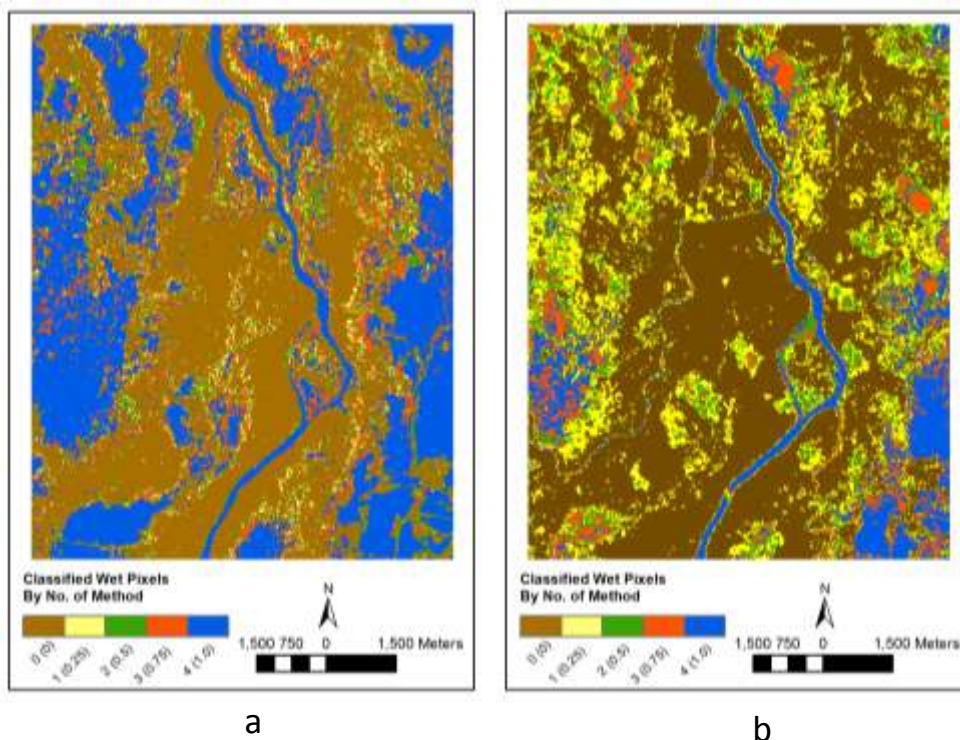 Classified Wet Pixels
By No. of Method
0 (0)
1 (0.25)
2 (0.5)
3 (0.75)
4 (1.0)
N
1,500 750 0 1,500 Meters
a
Classified Wet Pixels
By No. of Method
0 (0)
1 (0.25)
2 (0.5)
3 (0.75)
4 (1.0)
N
1,500 750 0 1,500 Meters
b